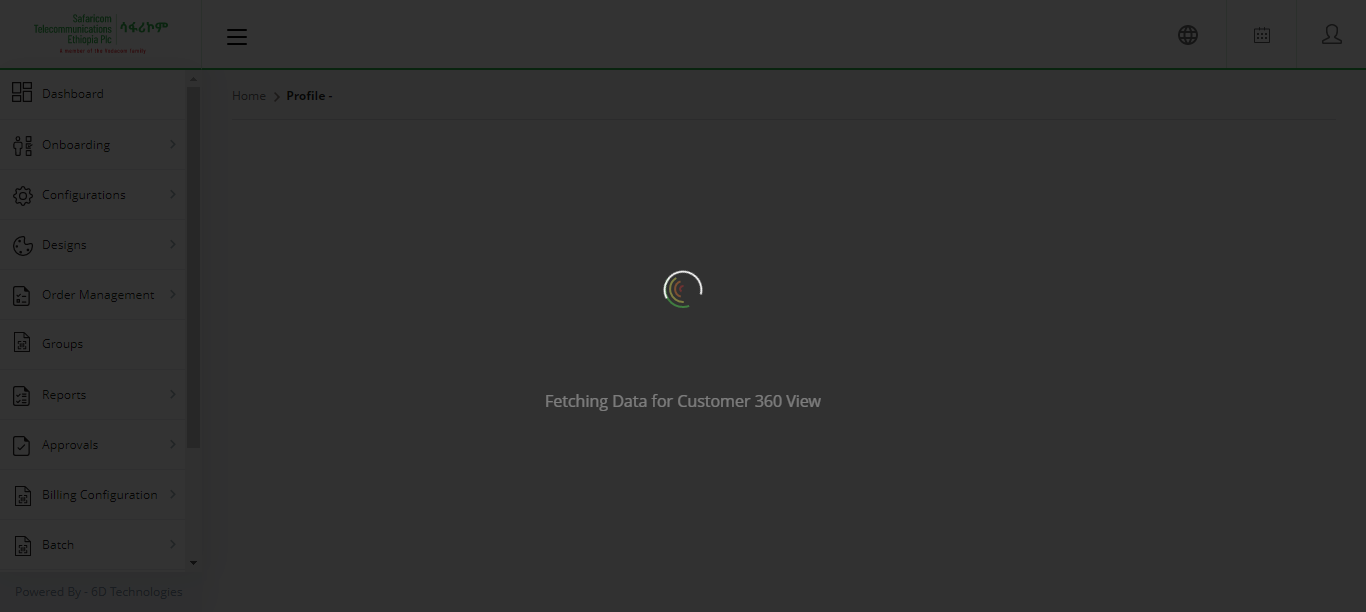 Safaricom
Telecommunications
Ethiopia Plc
ሳፋሪኮም
A member of the Vodacom family
Home
Profile -
Dashboard
Onboarding
Configurations
Designs
Order Management
Groups
Reports
Approvals
Billing Configuration
Batch
Fetching Data for Customer 360 View
Powered By - 6D Technologies